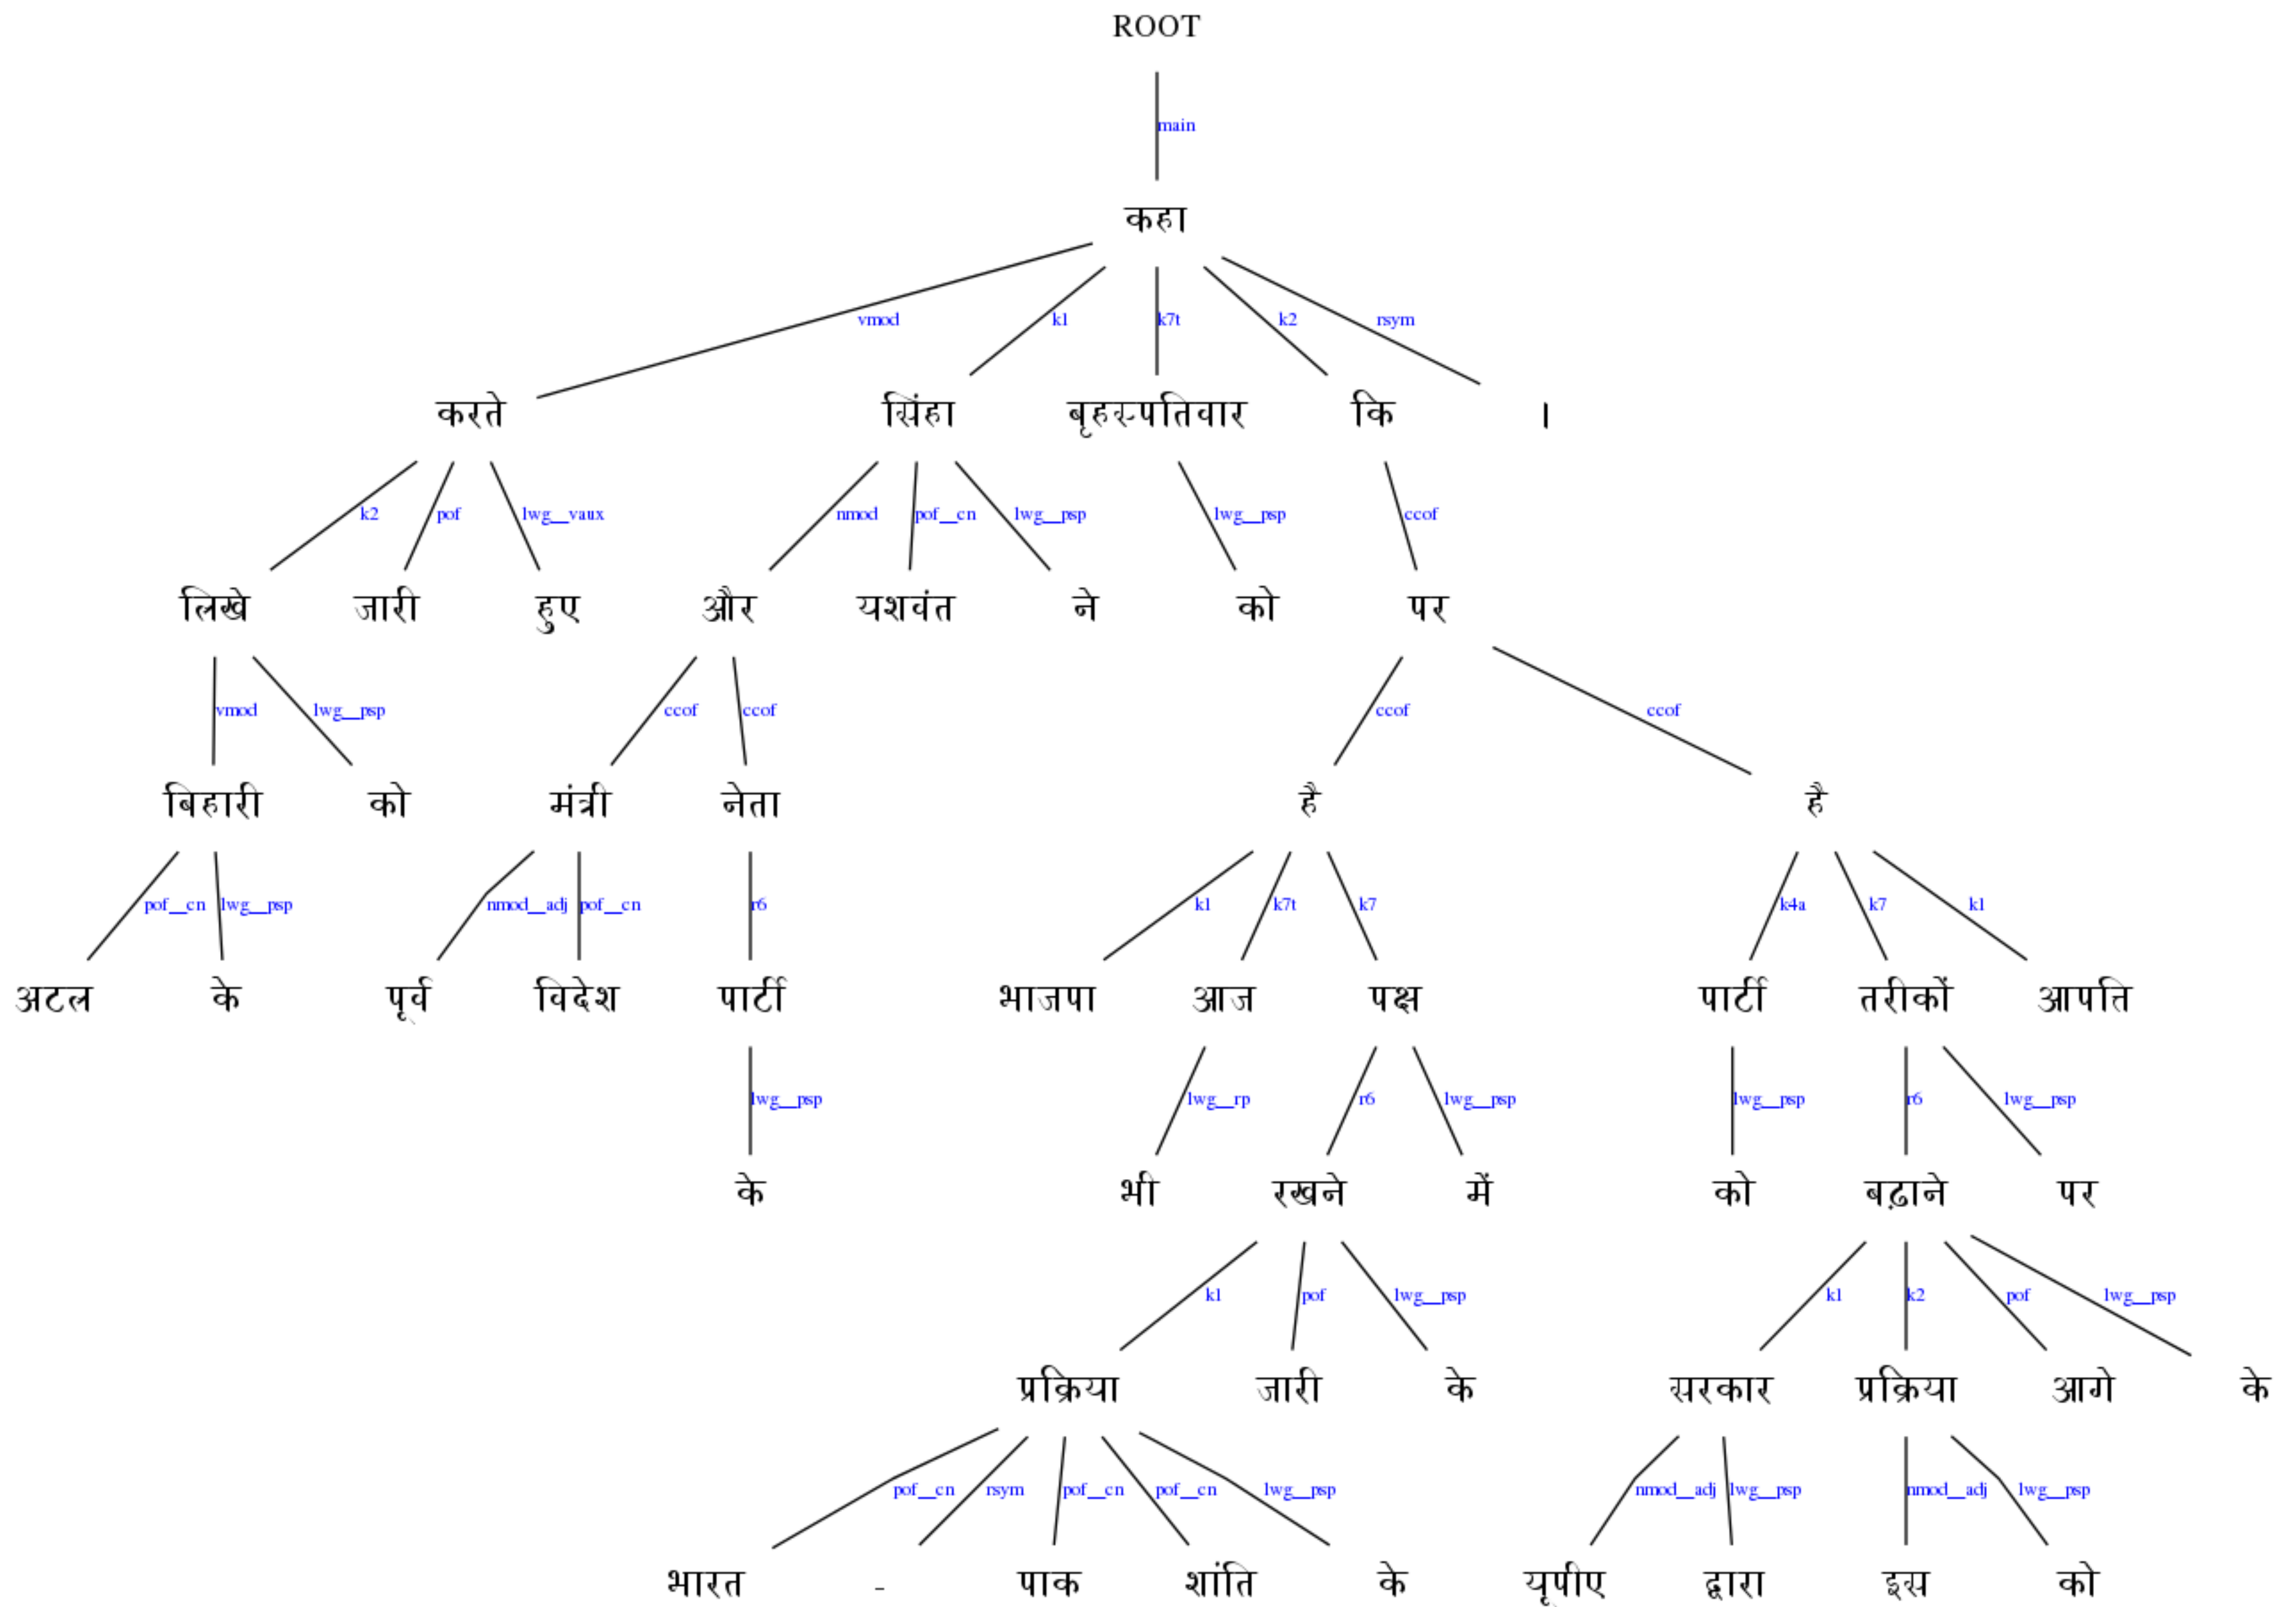 ROOT
main
कहा
vmod k1 k7t k2 rsym
करते सिंहा बृहस्पतिवार कि ।
k2 pof lwg__vaux nmod pof__cn lwg__psp lwg__psp ccof
लिखे जारी हुए और यशवंत ने को पर
vmod lwg__psp ccof ccof ccof ccof
बिहारी को मंत्री नेता है है
pof__cn lwg__psp nmod__adj pof__cn r6 k1 k7t k7 k4a k7 k1
अटल के पूर्व विदेश पार्टी भाजपा आज पक्ष पार्टी तरीकों आपत्ति
lwg__psp lwg__rp r6 lwg__psp lwg__psp r6 lwg__psp
के भी रखने में को बढ़ाने पर
k1 pof lwg__psp k1 k2 pof lwg__psp
प्रक्रिया जारी के सरकार प्रक्रिया आगे के
pof__cn rsym pof__cn pof__cn lwg__psp nmod__adj lwg__psp nmod__adj lwg__psp
भारत - पाक शांति के यूपीए द्वारा इस को